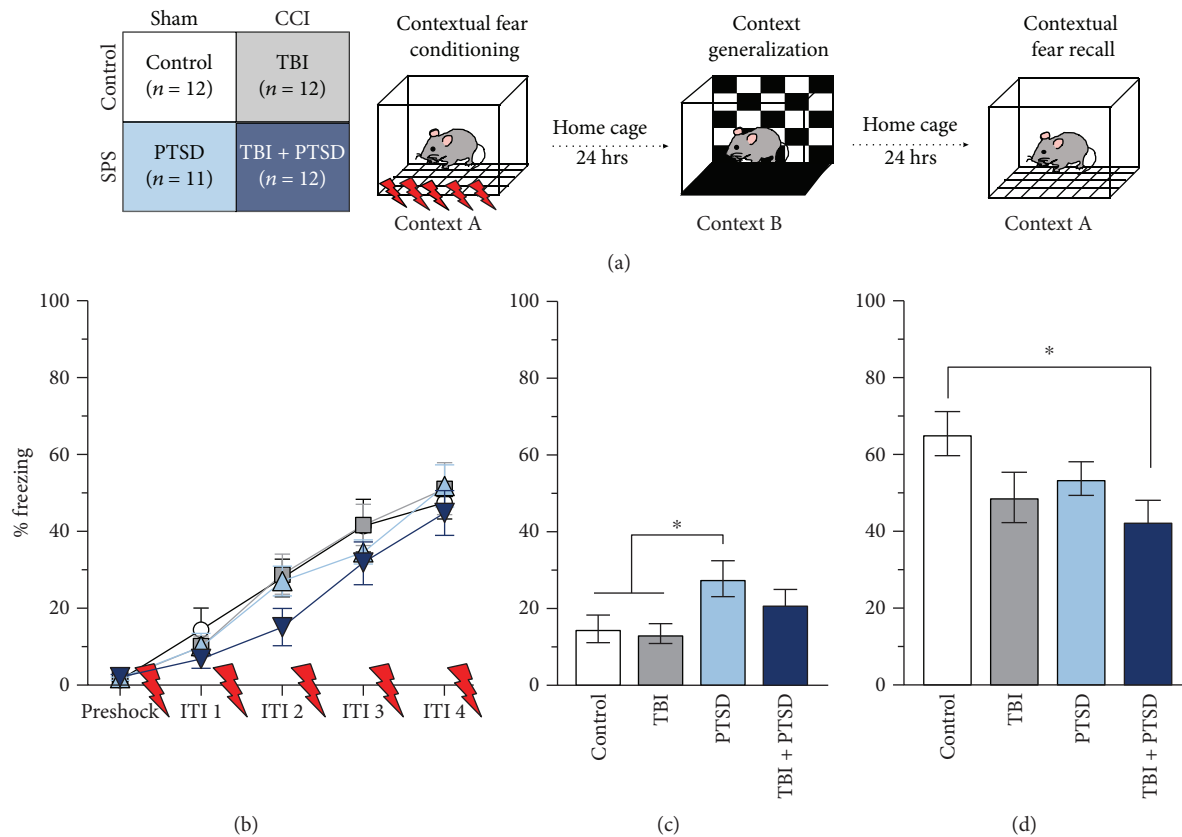 Sham CCI
Control
SPS
Control
(n = 12)
TBI
(n = 12)
PTSD
(n = 11)
TBI + PTSD
(n = 12)
Contextual fear
conditioning
Context A
Home cage
24 hrs
Context
generalization
Context B
Home cage
24 hrs
Contextual
fear recall
Context A
(a)
% freezing
100
80
60
40
20
0
Preshock ITI 1 ITI 2 ITI 3 ITI 4
(b)
100
80
60
40
20
0
*
Control
TBI
PTSD
TBI + PTSD
(c)
100
80
60
40
20
0
*
Control
TBI
PTSD
TBI + PTSD
(d)